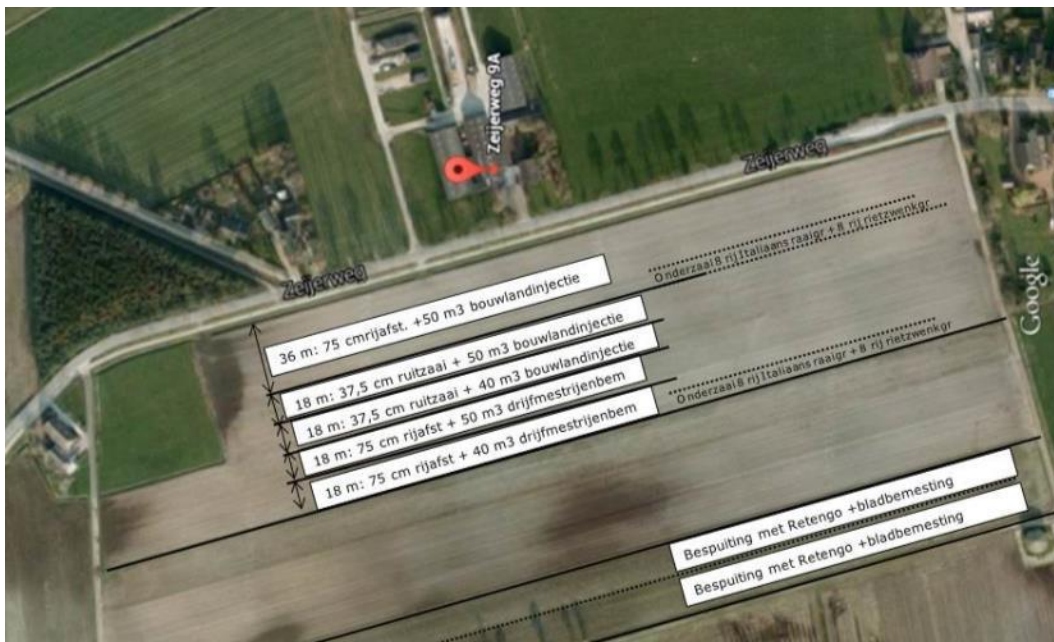 Zeijerweg 9A
Zeijerweg
Zeijerweg
Onderzaai 8 rij Italiaans raaigr + 8 rij rietzwenkgr
36 m: 75 cmrijafst. +50 m3 bouwlandinjectie
18 m: 37,5 cm ruitzaai + 50 m3 bouwlandinjectie
18 m: 37,5 cm ruitzaai + 40 m3 bouwlandinjectie
18 m: 75 cm rijafst + 50 m3 drijfmestrijenbem
18 m: 75 cm rijafst + 40 m3 drijfmestrijenbem
Onderzaai 8 rij Italiaans raaigr + 8 rij rietzwenkgr
Google
Bespuiting met Retengo +bladbemesting
Bespuiting met Retengo +bladbemesting